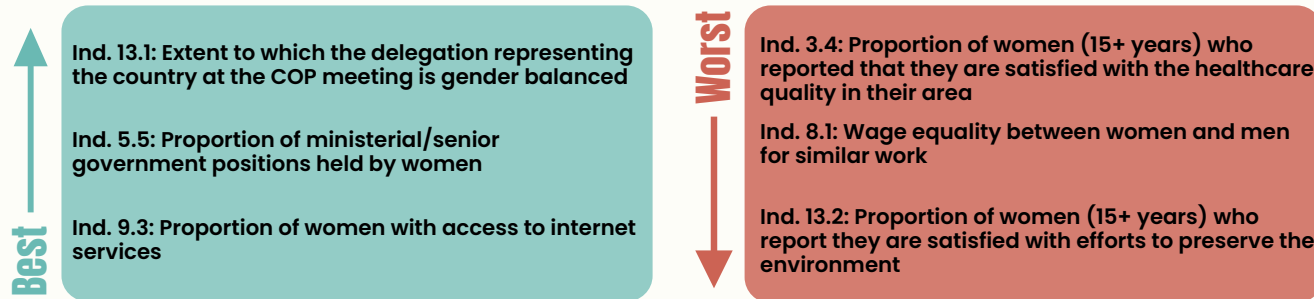 Best
Ind. 13.1: Extent to which the delegation representing
the country at the COP meeting is gender balanced
Ind. 5.5: Proportion of ministerial/senior
government positions held by women
Ind. 9.3: Proportion of women with access to internet
services
Worst
Ind. 3.4: Proportion of women (15+ years) who
reported that they are satisfied with the healthcare
quality in their area
Ind. 8.1: Wage equality between women and men
for similar work
Ind. 13.2: Proportion of women (15+ years) who
report they are satisfied with efforts to preserve the
environment